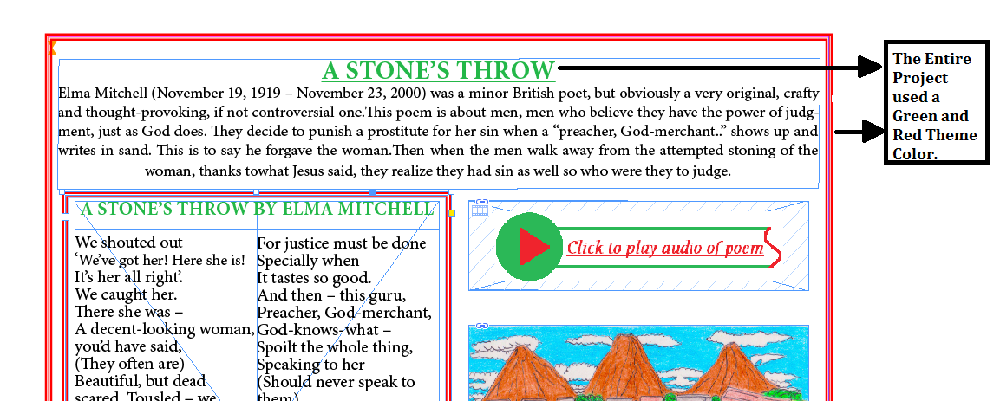 A STONE'S THROW
Elma Mitchell (November 19, 1919 – November 23, 2000) was a minor British poet, but obviously a very original, crafty
and thought-provoking, if not controversial one.This poem is about men, men who believe they have the power of judg-
ment, just as God does. They decide to punish a prostitute for her sin when a “preacher, God-merchant..” shows up and
writes in sand. This is to say he forgave the woman.Then when the men walk away from the attempted stoning of the
woman, thanks towhat Jesus said, they realize they had sin as well so who were they to judge.
The Entire
Project
used a
Green and
Red Theme
Color.
A STONE'S THROW BY ELMA MITCHELL
We shouted out
‘We’ve got her! Here she is!
It’s her all right’.
We caught her.
There she was –
A decent-looking woman,
you’d have said,
(They often are)
Beautiful, but dead
scared. Tousled – we
For justice must be done
Specially when
It tastes so good.
And then – this guru,
Preacher, God-merchant,
God-knows-what –
Spoilt the whole thing,
Speaking to her
(Should never speak to
them)
Click to play audio of poem